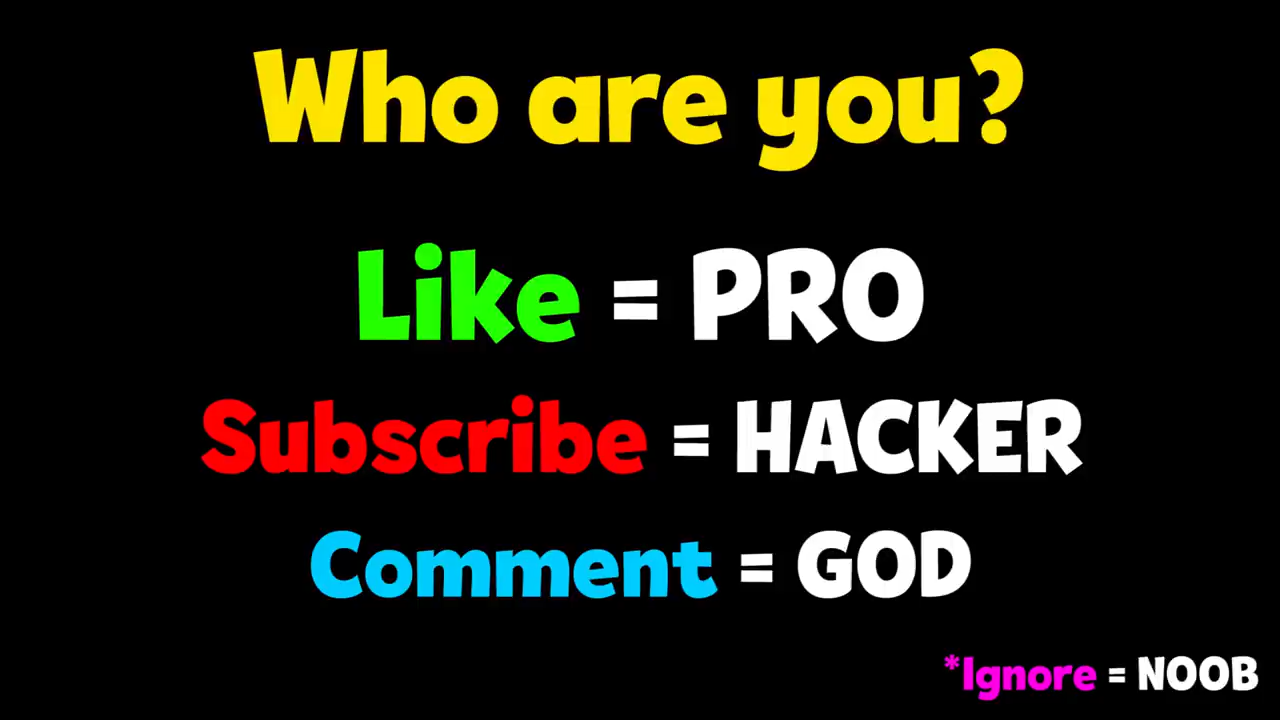 Who are you?
Like = PRO
Subscribe = HACKER
Comment = GOD
*Ignore = NOOB